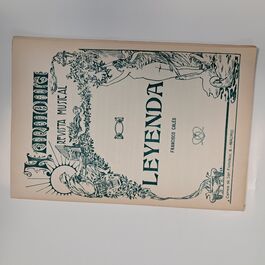 HARMONIA
REVISTA MUSICAL
LEYENDA
FRANCISCO CALÉS